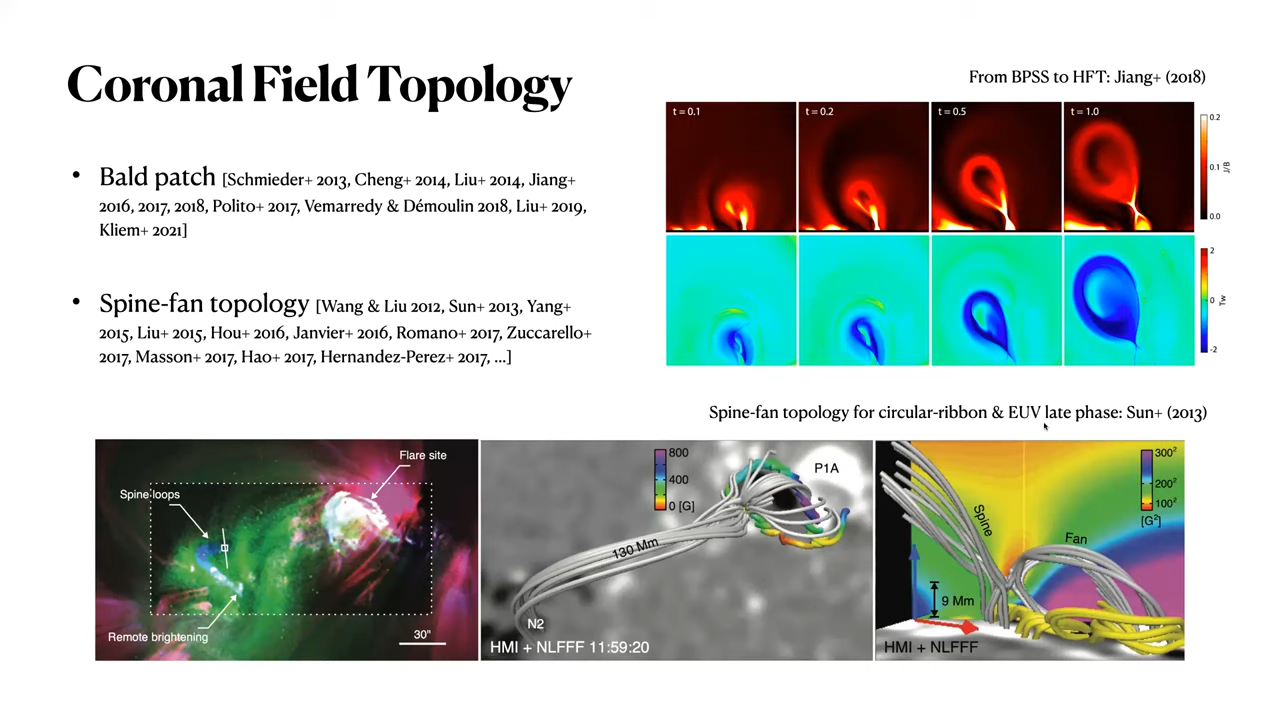 Coronal Field Topology
• Bald patch [Schmieder+ 2013, Cheng+ 2014, Liu+ 2014, Jiang+
2016, 2017, 2018, Polito+ 2017, Vemarredy & Démoulin 2018, Liu+ 2019,
Kliem+ 2021]
• Spine-fan topology [Wang & Liu 2012, Sun+ 2013, Yang+
2015, Liu+ 2015, Hou+ 2016, Janvier+ 2016, Romano+ 2017, Zuccarello+
2017, Masson+ 2017, Hao+ 2017, Hernandez-Perez+ 2017, ...]
From BPSS to HFT: Jiang+ (2018)
t = 0.1
t = 0.2
t = 0.5
t = 1.0
0.2
0.1
0.0
J/B
2
0
-2
Tw
Spine-fan topology for circular-ribbon & EUV late phase: Sun+ (2013)
Flare site
Spine loops
Remote brightening
30"
800
400
0 [G]
P1A
130 Mm
N2
HMI + NLFFF 11:59:20
300²
200²
100²
[G²]
Spine
Fan
9 Mm
HMI + NLFFF